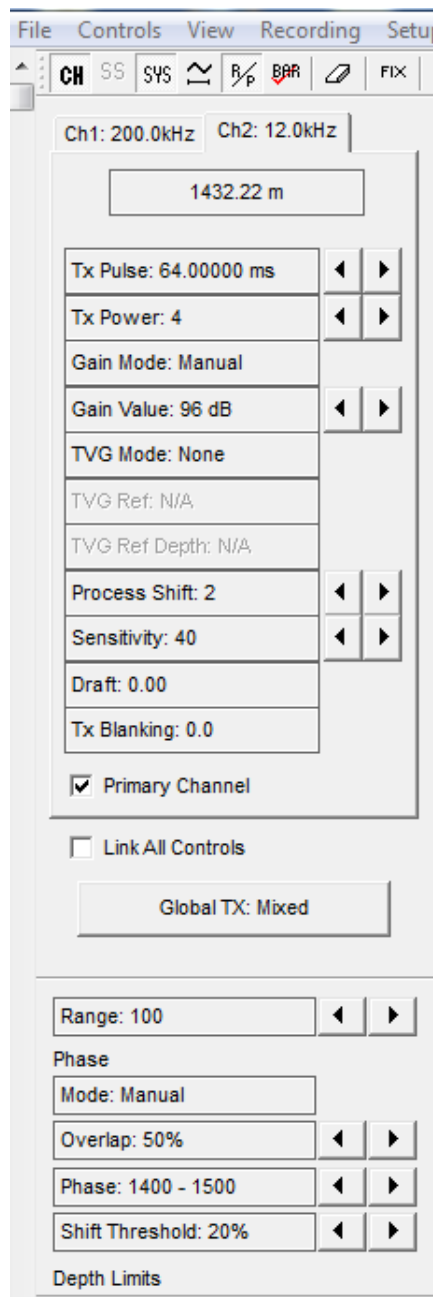 File Controls View Recording Setu
CH SS SYS R/P BAR FIX
Ch1: 200.0kHz Ch2: 12.0kHz
1432.22 m
Tx Pulse: 64.00000 ms
Tx Power: 4
Gain Mode: Manual
Gain Value: 96 dB
TVG Mode: None
TVG Ref: N/A
TVG Ref Depth: N/A
Process Shift: 2
Sensitivity: 40
Draft: 0.00
Tx Blanking: 0.0
Primary Channel
Link All Controls
Global TX: Mixed
Range: 100
Phase
Mode: Manual
Overlap: 50%
Phase: 1400 - 1500
Shift Threshold: 20%
Depth Limits